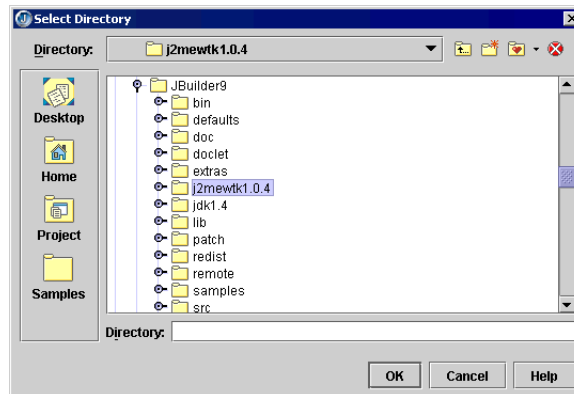 Select Directory
Directory: j2mewtk1.0.4
Desktop
Home
Project
Samples
JBuilder9
bin
defaults
doc
doclet
extras
j2mewtk1.0.4
jdk1.4
lib
patch
redist
remote
samples
src
Directory:
OK Cancel Help